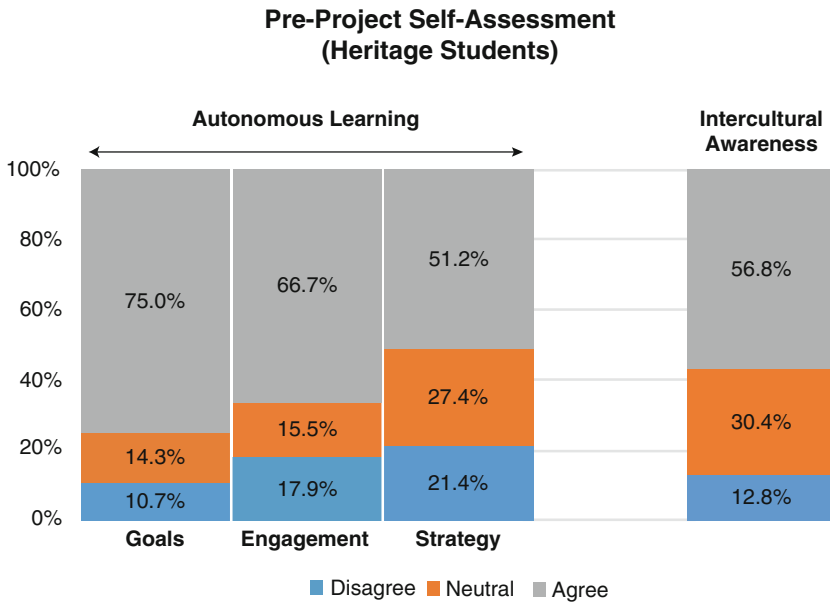 Pre-Project Self-Assessment
(Heritage Students)
Autonomous Learning
Intercultural
Awareness
100%
80%
60%
40%
20%
0%
75.0%
14.3%
10.7%
66.7%
15.5%
17.9%
51.2%
27.4%
21.4%
56.8%
30.4%
12.8%
Goals
Engagement
Strategy
Disagree
Neutral
Agree